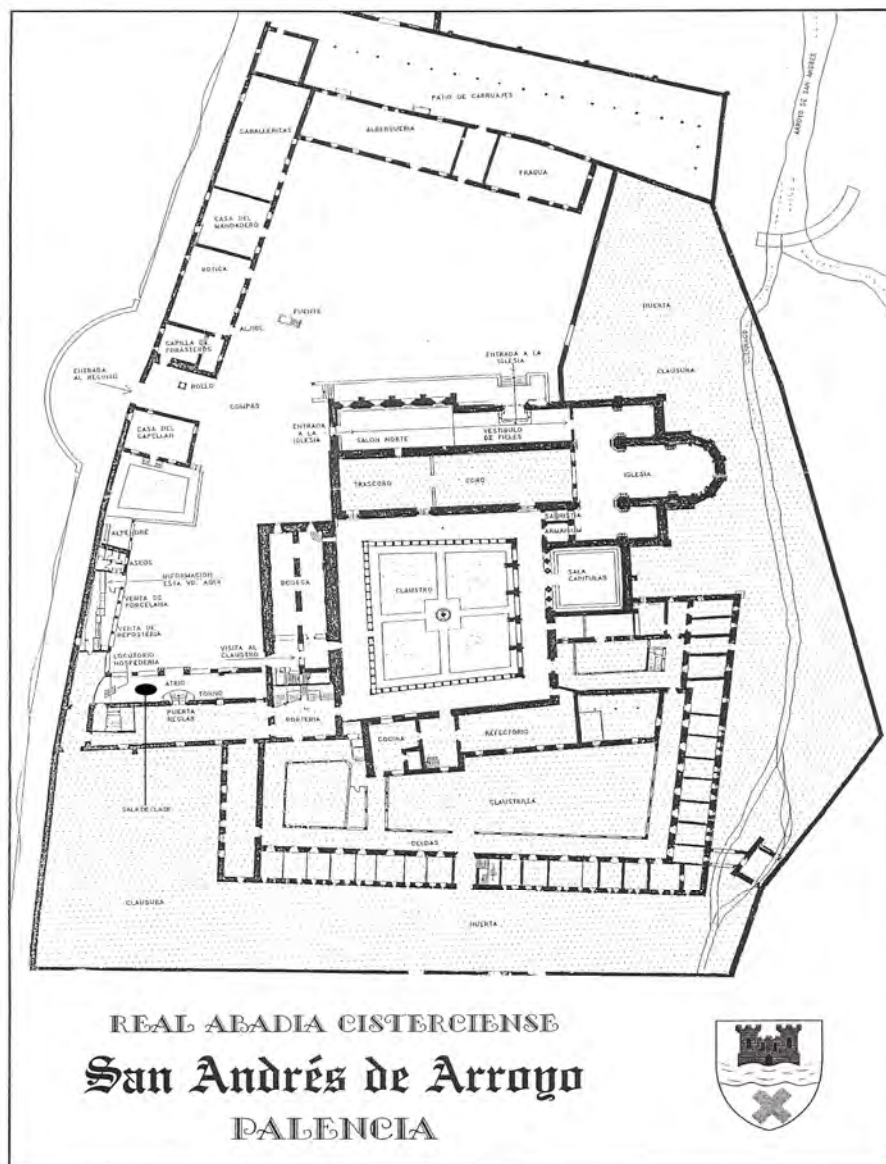 PATIO DE CARRUAJES
ARROYO DE SAN ANDRES
CABALLERIZAS
ALBERGUERIA
FRAGUA
CASA DEL
MANDADERO
BOTICA
HUERTA
FUENTE
ALJIBE
CAPILLA DE
FORASTEROS
ENTRADA A LA
IGLESIA
CLAUSURA
ENTRADA
AL RECINTO
ROLLO
COMPAS
CASA DEL
CAPELLAN
ENTRADA
A LA
IGLESIA
SALON NORTE
VESTIBULO
DE FIELES
TRASCORO
CORO
IGLESIA
SACRISTIA
ARMARIUM
ASEOS
BODEGA
CLAUSTRO
SALA
CAPITULAR
INFORMACION
ESTA VD. AQUI
VENTA DE
PORCELANA
VENTA DE
REPOSTERIA
VISITA AL
CLAUSTRO
LOCUTORIO
HOSPEDERIA
ATRIO
TORNO
PUERTA
REGLAR
PORTERIA
COCINA
REFECTORIO
SALA DE CLASE
CLAUSTRILLA
CELDAS
CLAUSURA
HUERTA
REAL ABADIA CISTERCIENSE
San Andrés de Arroyo
PALENCIA